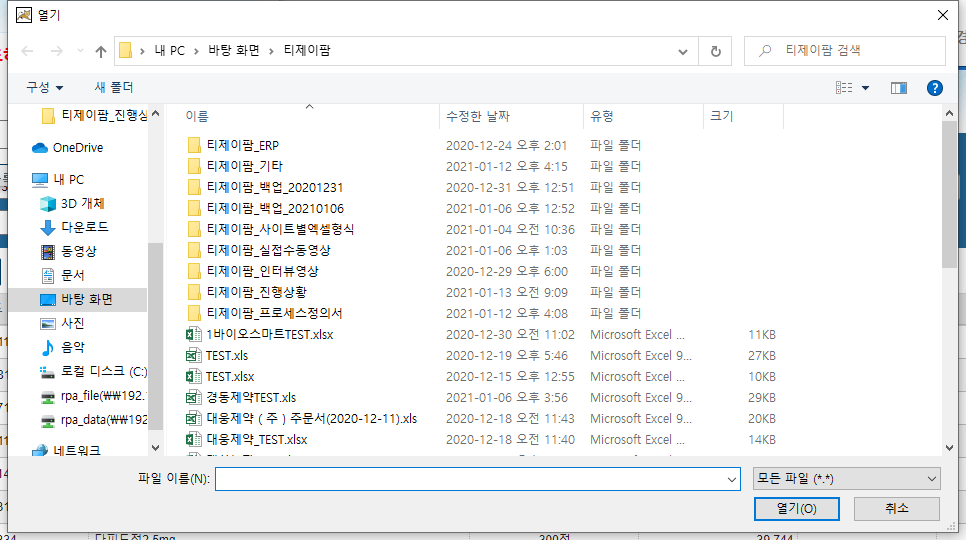 열기
내 PC > 바탕 화면 > 티제이팜
티제이팜 검색
구성 새 폴더
이름 수정한 날짜 유형 크기
티제이팜_진행상
OneDrive
내 PC
3D 개체
다운로드
동영상
문서
바탕 화면
사진
음악
로컬 디스크 (C:)
rpa_file(₩₩192.1
rpa_data(₩₩192
네트워크
티제이팜_ERP 2020-12-24 오후 2:01 파일 폴더
티제이팜_기타 2021-01-12 오후 4:15 파일 폴더
티제이팜_백업_20201231 2020-12-31 오후 12:51 파일 폴더
티제이팜_백업_20210106 2021-01-06 오후 12:52 파일 폴더
티제이팜_사이트별엑셀형식 2021-01-04 오전 10:36 파일 폴더
티제이팜_실접수동영상 2021-01-06 오후 1:03 파일 폴더
티제이팜_인터뷰영상 2020-12-29 오후 6:00 파일 폴더
티제이팜_진행상황 2021-01-13 오전 9:09 파일 폴더
티제이팜_프로세스정의서 2021-01-12 오후 4:08 파일 폴더
1바이오스마트TEST.xlsx 2020-12-30 오전 11:02 Microsoft Excel ... 11KB
TEST.xls 2020-12-19 오후 5:46 Microsoft Excel 9... 27KB
TEST.xlsx 2020-12-15 오후 12:55 Microsoft Excel ... 10KB
경동제약TEST.xls 2021-01-06 오후 3:56 Microsoft Excel 9... 29KB
대웅제약 ( 주 ) 주문서(2020-12-11).xls 2020-12-18 오전 11:43 Microsoft Excel 9... 20KB
대웅제약_TEST.xlsx 2020-12-18 오전 11:40 Microsoft Excel ... 14KB
파일 이름(N): 모든 파일 (*.*)
열기(O) 취소